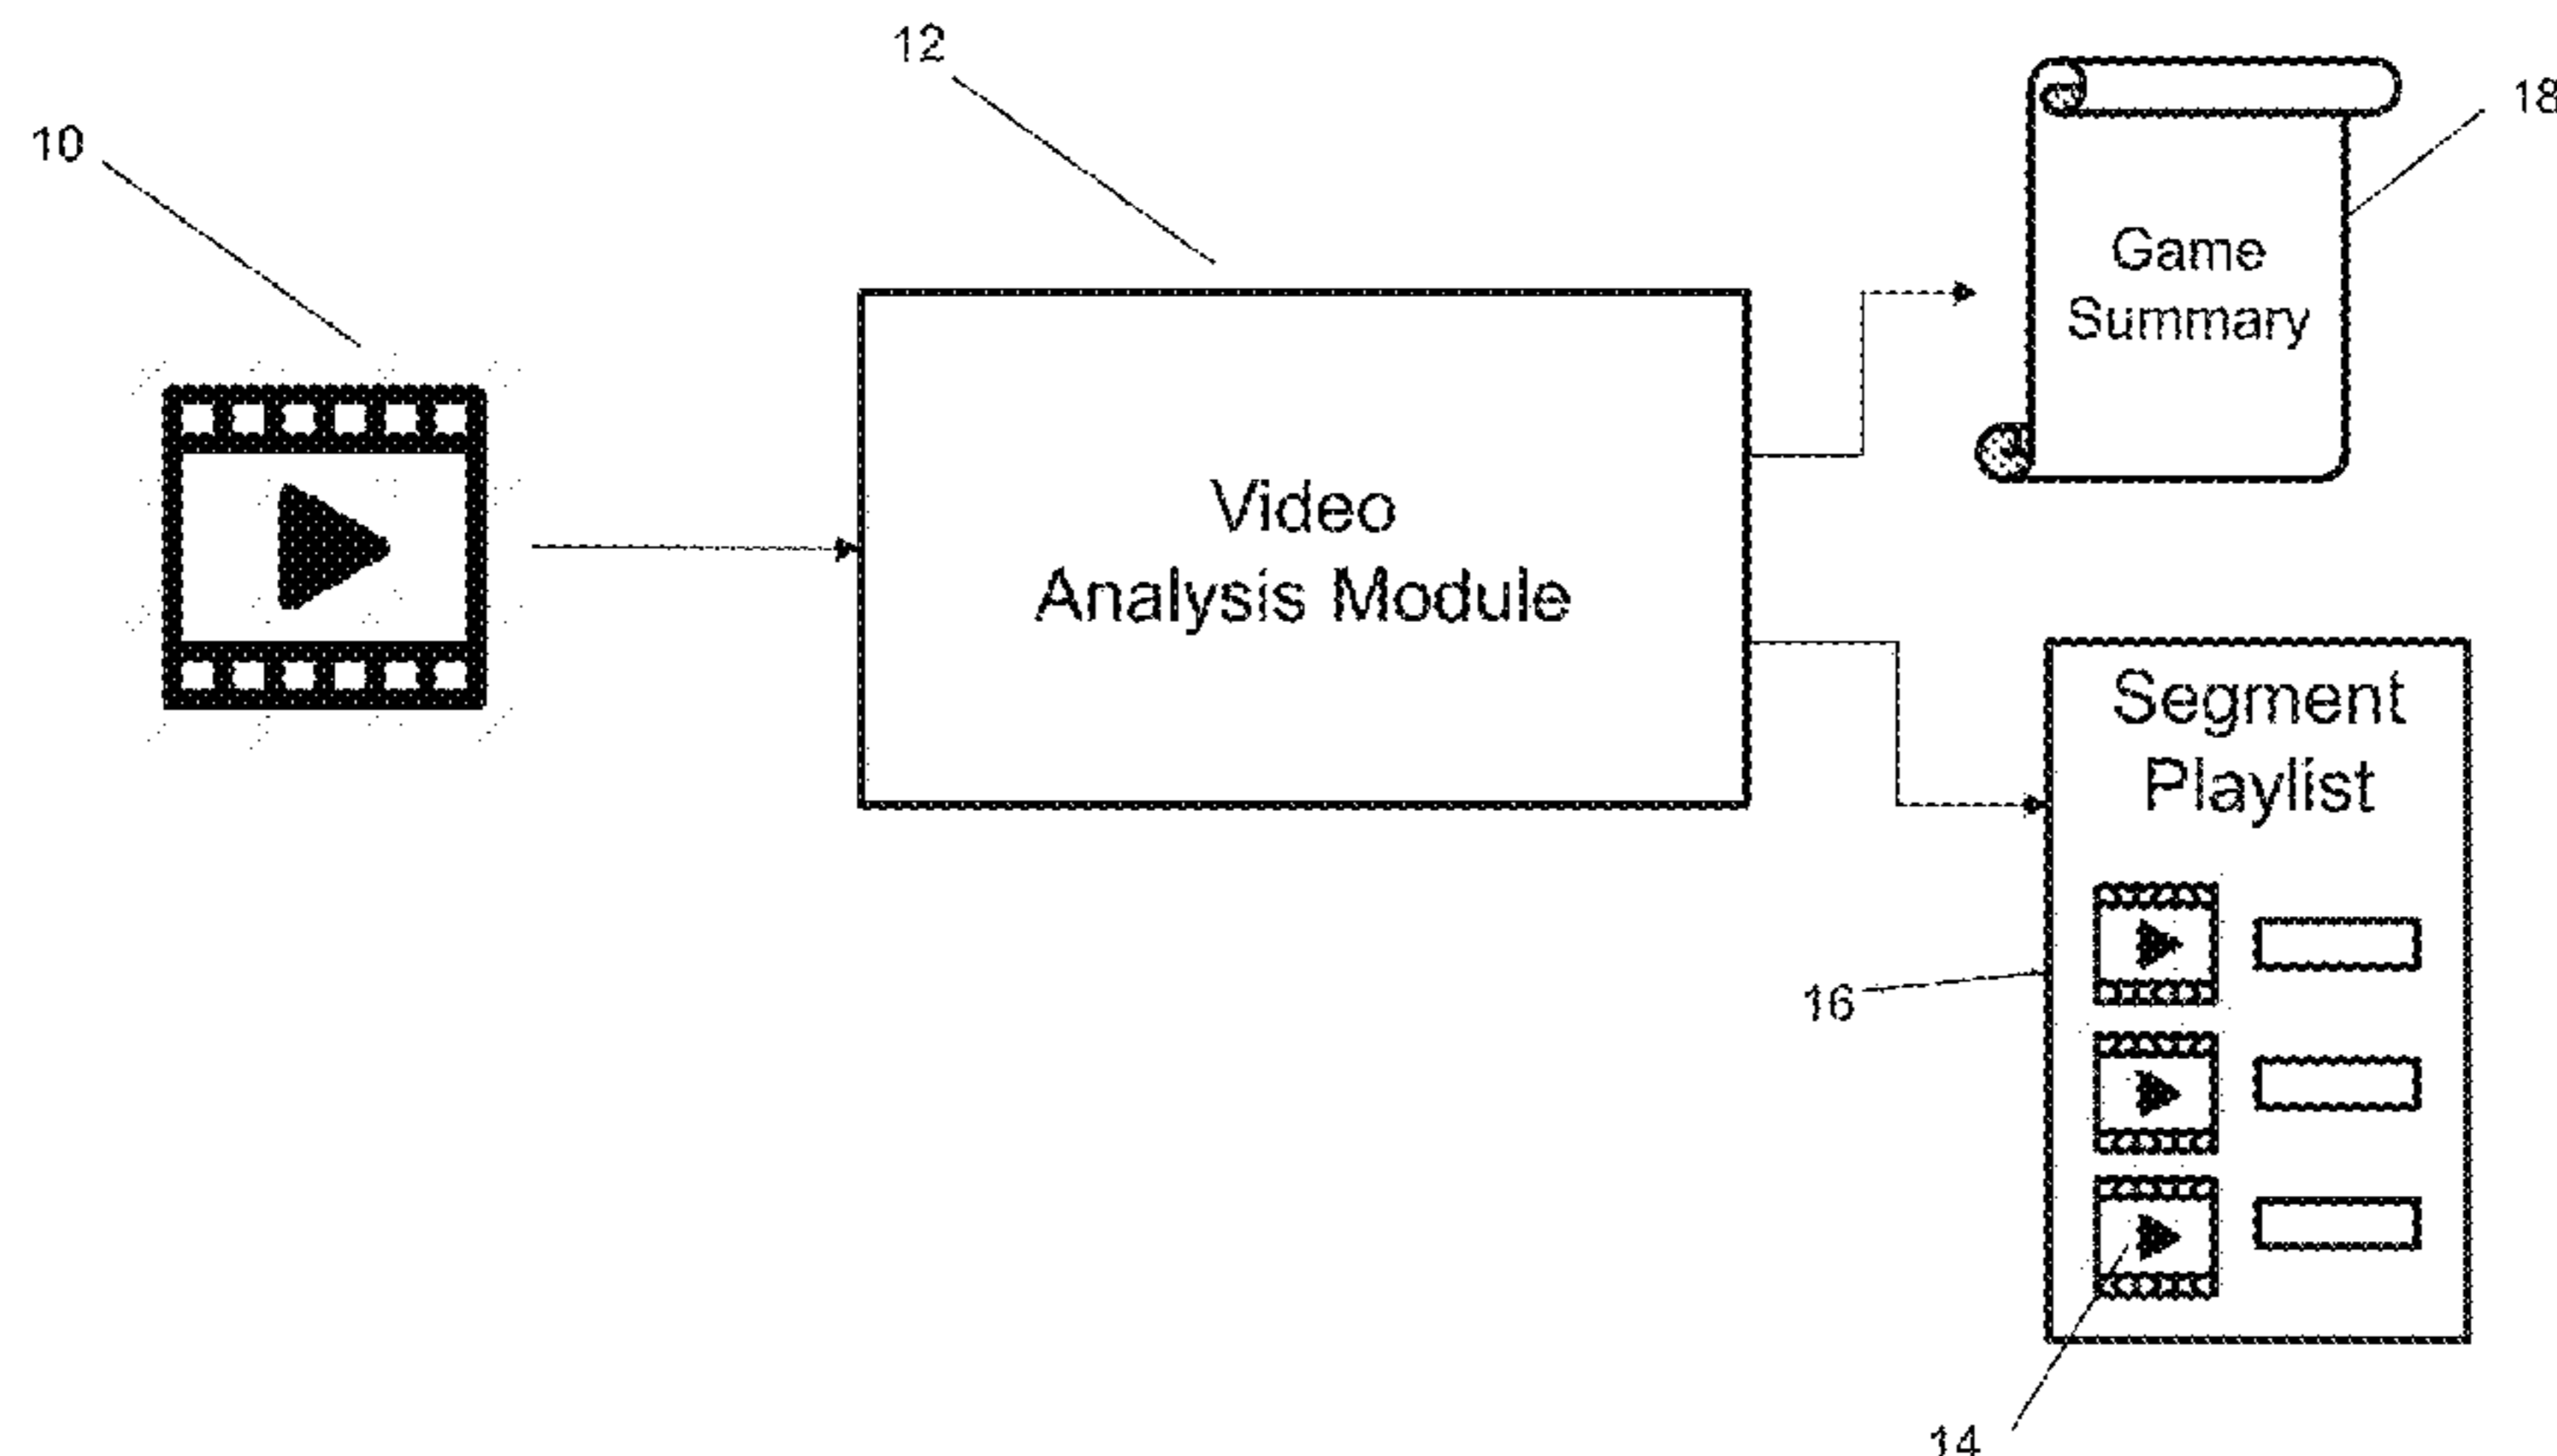 12
18
10
Game
Summary
Video
Analysis Module
Segment
Playlist
16
14